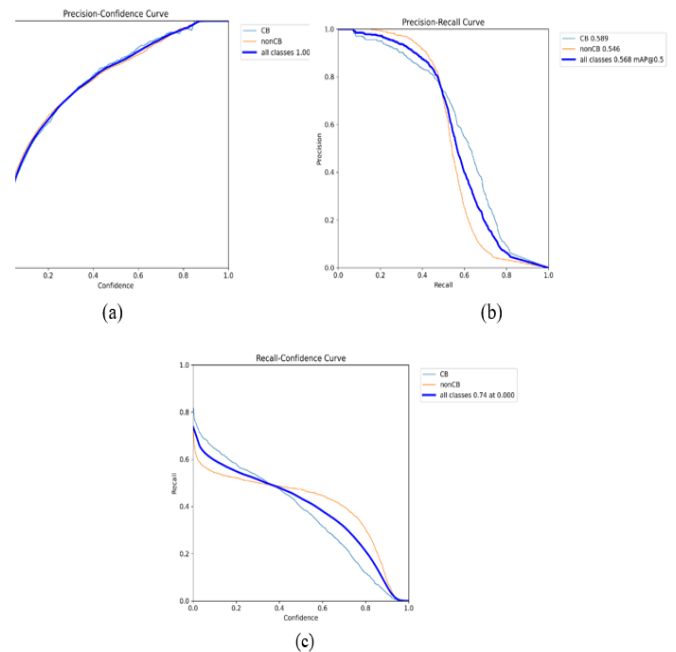 Precision-Confidence Curve
CB
nonCB
all classes 1.00
0.2 0.4 0.6 0.8 1.0
Confidence
(a)
Precision-Recall Curve
1.0
0.8
0.6
0.4
0.2
0.0
Precision
0.0 0.2 0.4 0.6 0.8 1.0
Recall
CB 0.589
nonCB 0.546
all classes 0.568 mAP@0.5
(b)
Recall-Confidence Curve
1.0
0.8
0.6
0.4
0.2
0.0
Recall
0.0 0.2 0.4 0.6 0.8 1.0
Confidence
CB
nonCB
all classes 0.74 at 0.000
(c)